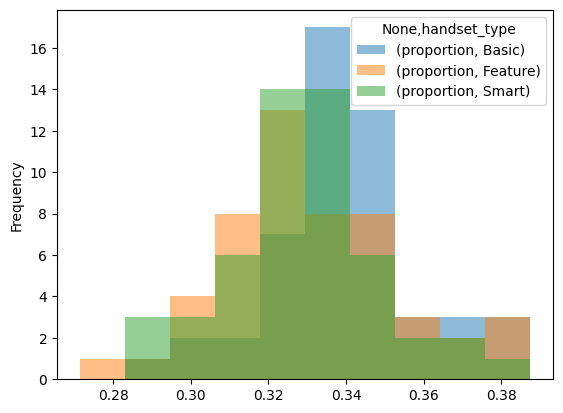 None,handset_type
(proportion, Basic)
(proportion, Feature)
(proportion, Smart)
Frequency
16
14
12
10
8
6
4
2
0
0.28 0.30 0.32 0.34 0.36 0.38